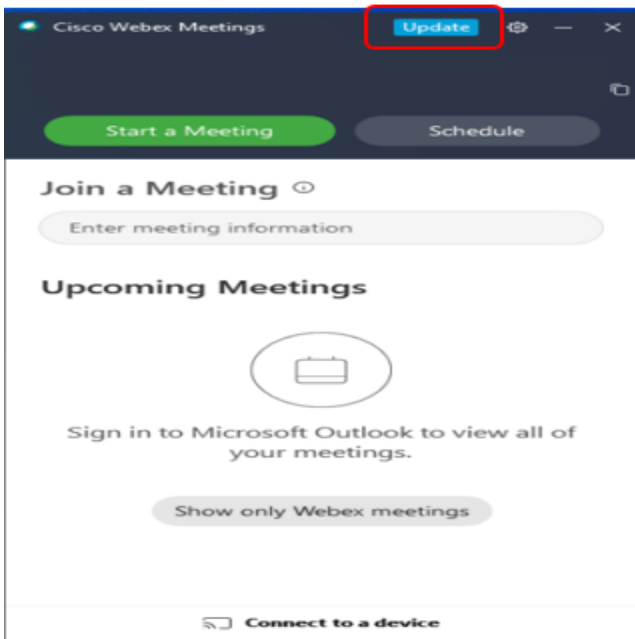 Cisco Webex Meetings Update
Start a Meeting Schedule
Join a Meeting
Enter meeting information
Upcoming Meetings
Sign in to Microsoft Outlook to view all of
your meetings.
Show only Webex meetings
Connect to a device